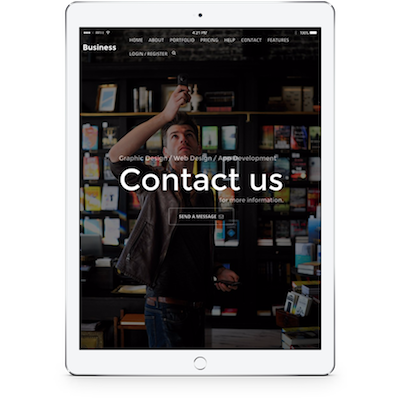 BELL
4:21 PM
100%
Business
HOME ABOUT PORTFOLIO PRICING HELP CONTACT FEATURES
LOGIN / REGISTER
Graphic Design / Web Design / App Development
Contact us
for more information.
SEND A MESSAGE